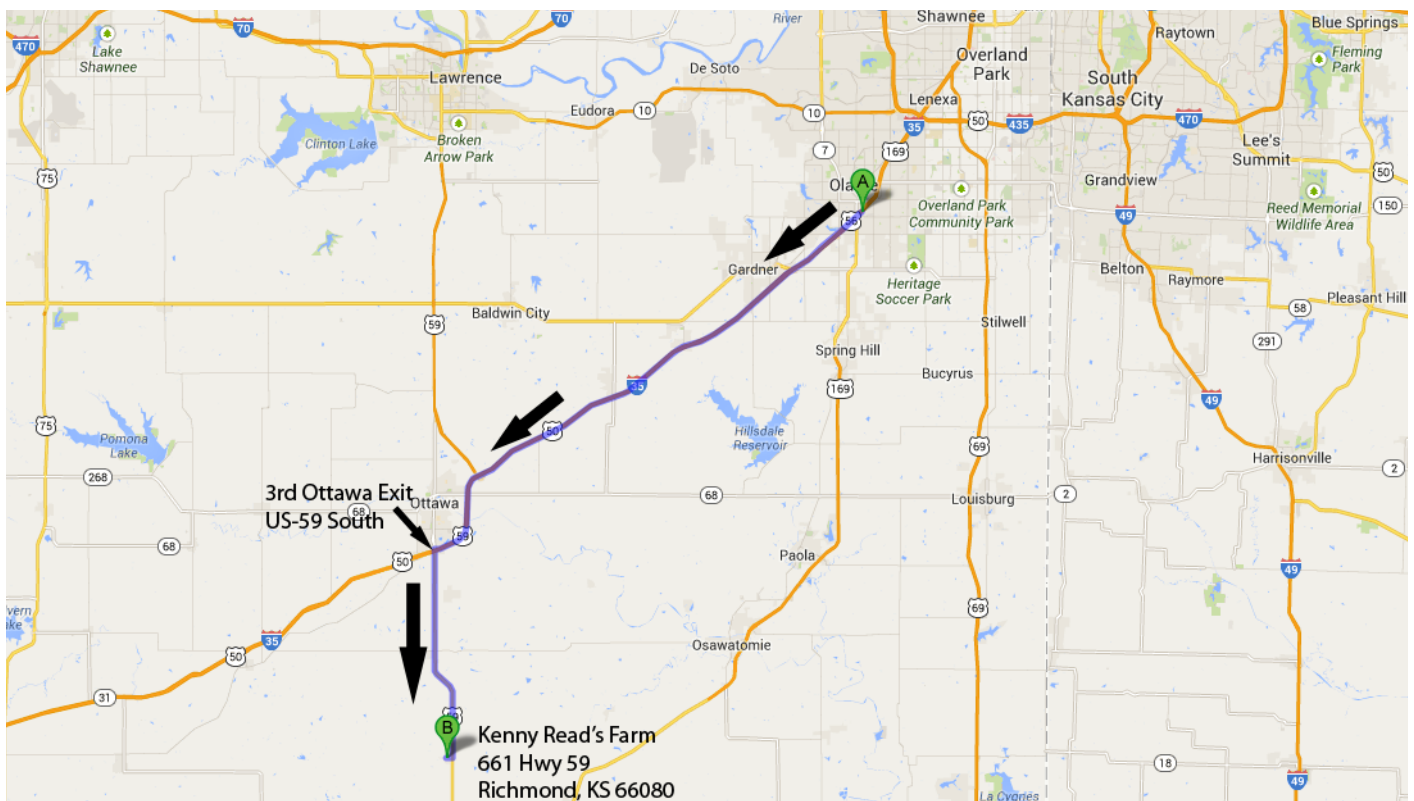 70
70
River
Shawnee
Raytown
Blue Springs
470
Lake
Shawnee
Overland
Park
Fleming
Park
Lawrence
De Soto
South
Kansas City
Lenexa
Eudora
10
10
35
50
435
470
Clinton Lake
Broken
Arrow Park
7
169
Lee's
Summit
75
50
Grandview
A
Overland Park
Community Park
Reed Memorial
Wildlife Area
150
56
49
Gardner
Heritage
Soccer Park
Belton
Raymore
Baldwin City
58
Pleasant Hill
59
Stilwell
Spring Hill
291
Bucyrus
35
169
49
75
50
Pomona
Lake
Hillsdale
Reservoir
69
Harrisonville
2
268
3rd Ottawa Exit
US-59 South
Ottawa
68
68
Louisburg
2
59
68
50
Paola
49
69
35
Osawatomie
50
31
59
B
Kenny Read's Farm
661 Hwy 59
Richmond, KS 66080
18
49
La Cygnes